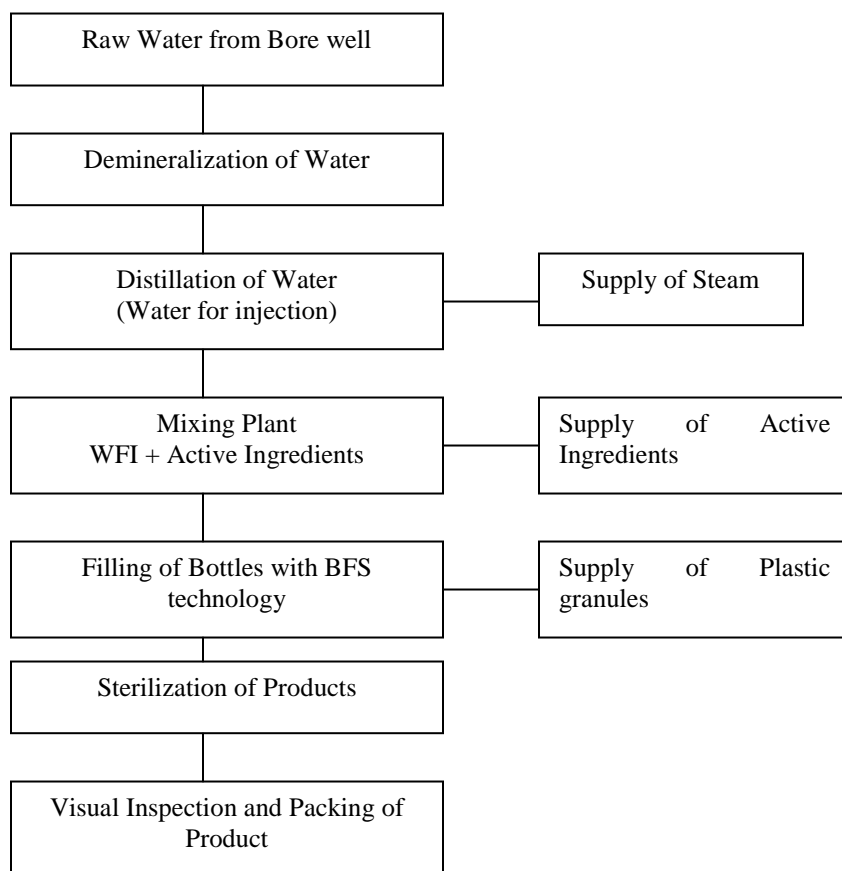 Raw Water from Bore well
Demineralization of Water
Distillation of Water
(Water for injection)
Supply of Steam
Mixing Plant
WFI + Active Ingredients
Supply of Active
Ingredients
Filling of Bottles with BFS
technology
Supply of Plastic
granules
Sterilization of Products
Visual Inspection and Packing of
Product